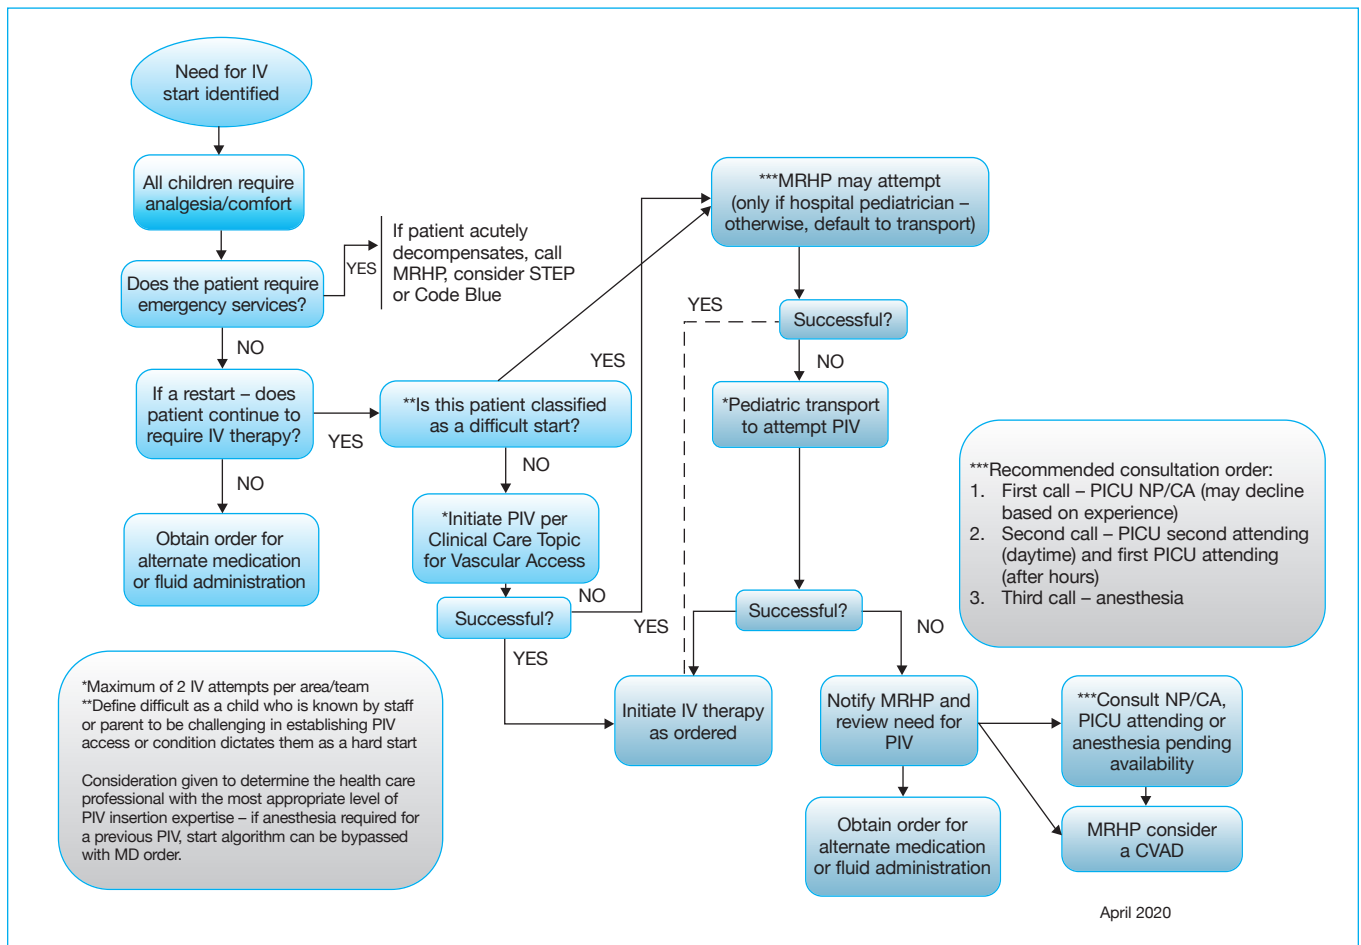 Need for IV
start identified
All children require
analgesia/comfort
Does the patient require
emergency services?
YES
If patient acutely
decompensates, call
MRHP, consider STEP
or Code Blue
NO
If a restart – does
patient continue to
require IV therapy?
YES
NO
Obtain order for
alternate medication
or fluid administration
**Is this patient classified
as a difficult start?
YES
NO
*Initiate PIV per
Clinical Care Topic
for Vascular Access
NO
Successful?
YES
***MRHP may attempt
(only if hospital pediatrician –
otherwise, default to transport)
YES
Successful?
NO
*Pediatric transport
to attempt PIV
Successful?
YES
NO
Initiate IV therapy
as ordered
Notify MRHP and
review need for
PIV
Obtain order for
alternate medication
or fluid administration
***Consult NP/CA,
PICU attending or
anesthesia pending
availability
MRHP consider
a CVAD
***Recommended consultation order:
1. First call – PICU NP/CA (may decline
based on experience)
2. Second call – PICU second attending
(daytime) and first PICU attending
(after hours)
3. Third call – anesthesia
*Maximum of 2 IV attempts per area/team
**Define difficult as a child who is known by staff
or parent to be challenging in establishing PIV
access or condition dictates them as a hard start
Consideration given to determine the health care
professional with the most appropriate level of
PIV insertion expertise – if anesthesia required for
a previous PIV, start algorithm can be bypassed
with MD order.
April 2020